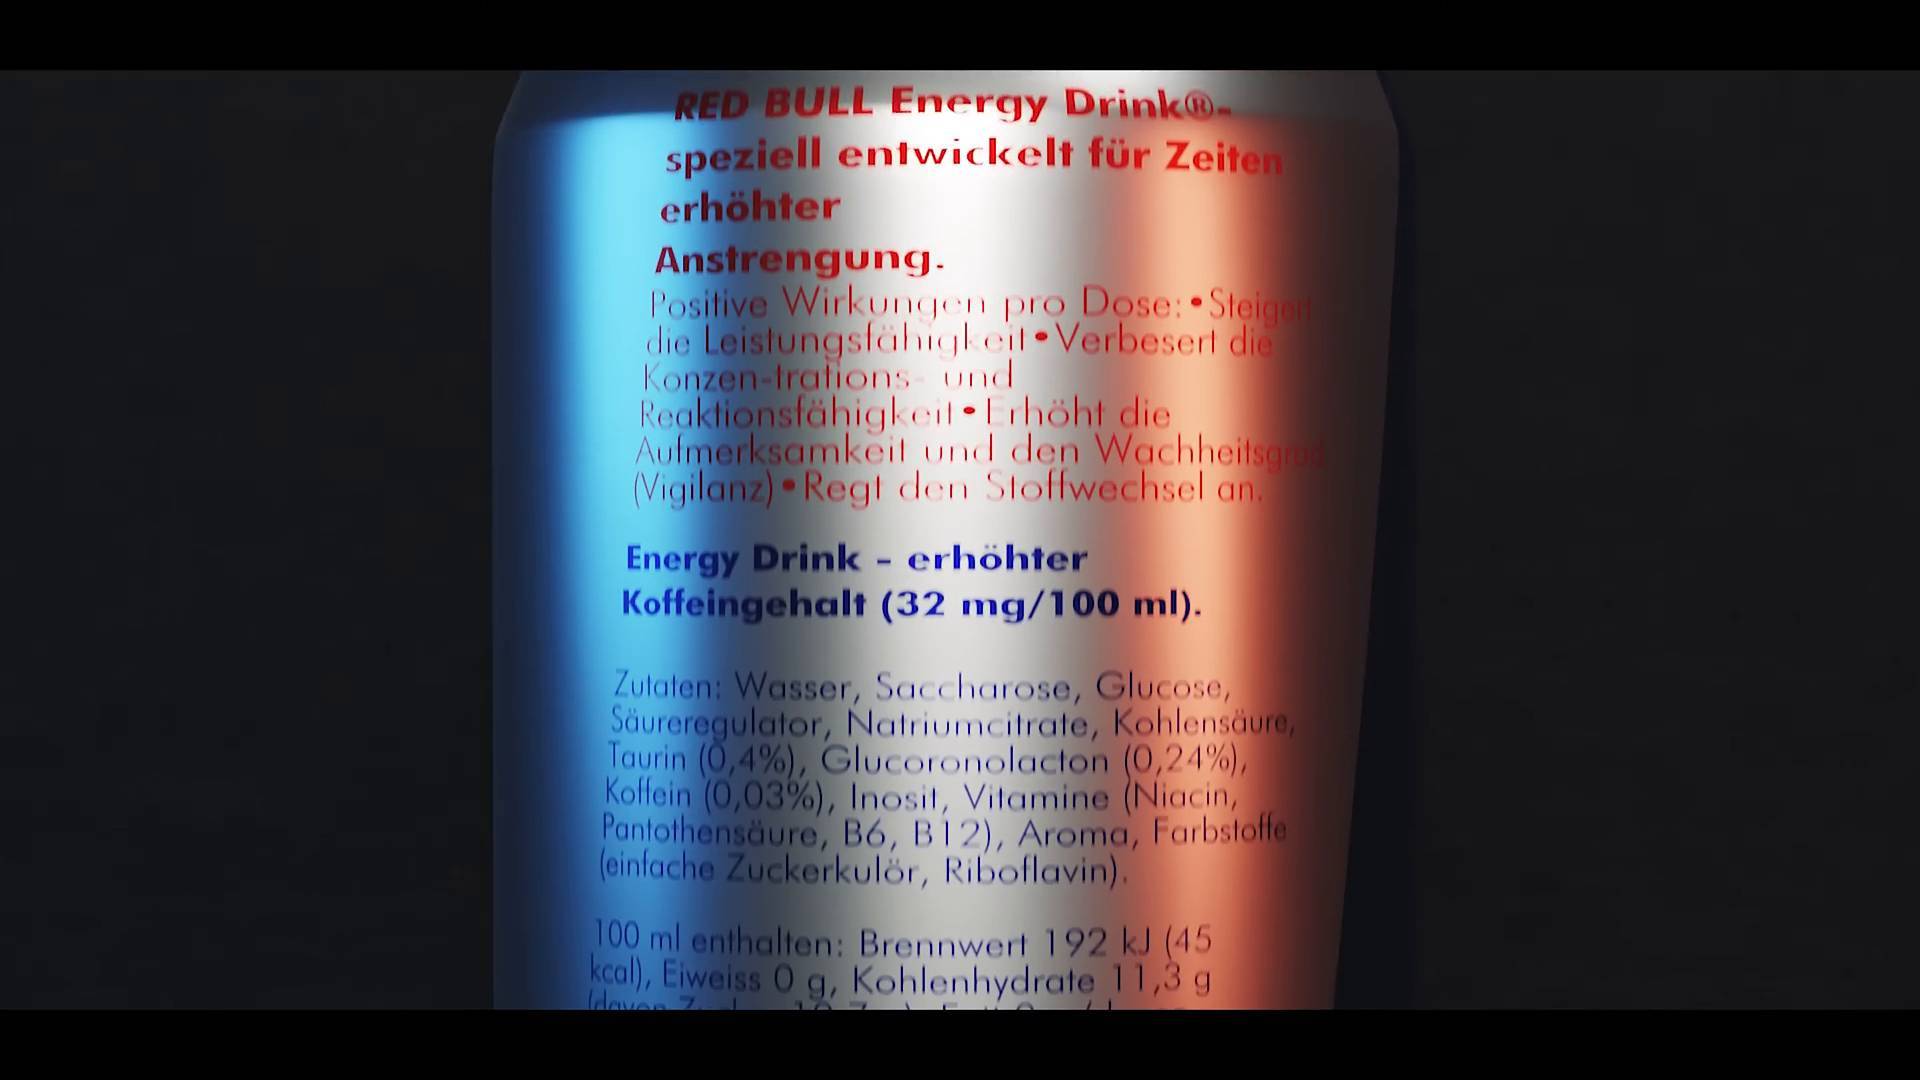 RED BULL Energy Drink®-
speziell entwickelt für Zeiten
erhöhter
Anstrengung.
Positive Wirkungen pro Dose: • Steigert
die Leistungsfähigkeit • Verbesert die
Konzen-trations- und
Reaktionsfähigkeit • Erhöht die
Aufmerksamkeit und den Wachheitsgrad
(Vigilanz) • Regt den Stoffwechsel an.
Energy Drink - erhöhter
Koffeingehalt (32 mg/100 ml).
Zutaten: Wasser, Saccharose, Glucose,
Säureregulator, Natriumcitrate, Kohlensäure,
Taurin (0,4%), Glucoronolacton (0,24%),
Koffein (0,03%), Inosit, Vitamine (Niacin,
Pantothensäure, B6, B12), Aroma, Farbstoffe
(einfache Zuckerkulör, Riboflavin).
100 ml enthalten: Brennwert 192 kJ (45
kcal), Eiweiss 0 g, Kohlenhydrate 11,3 g